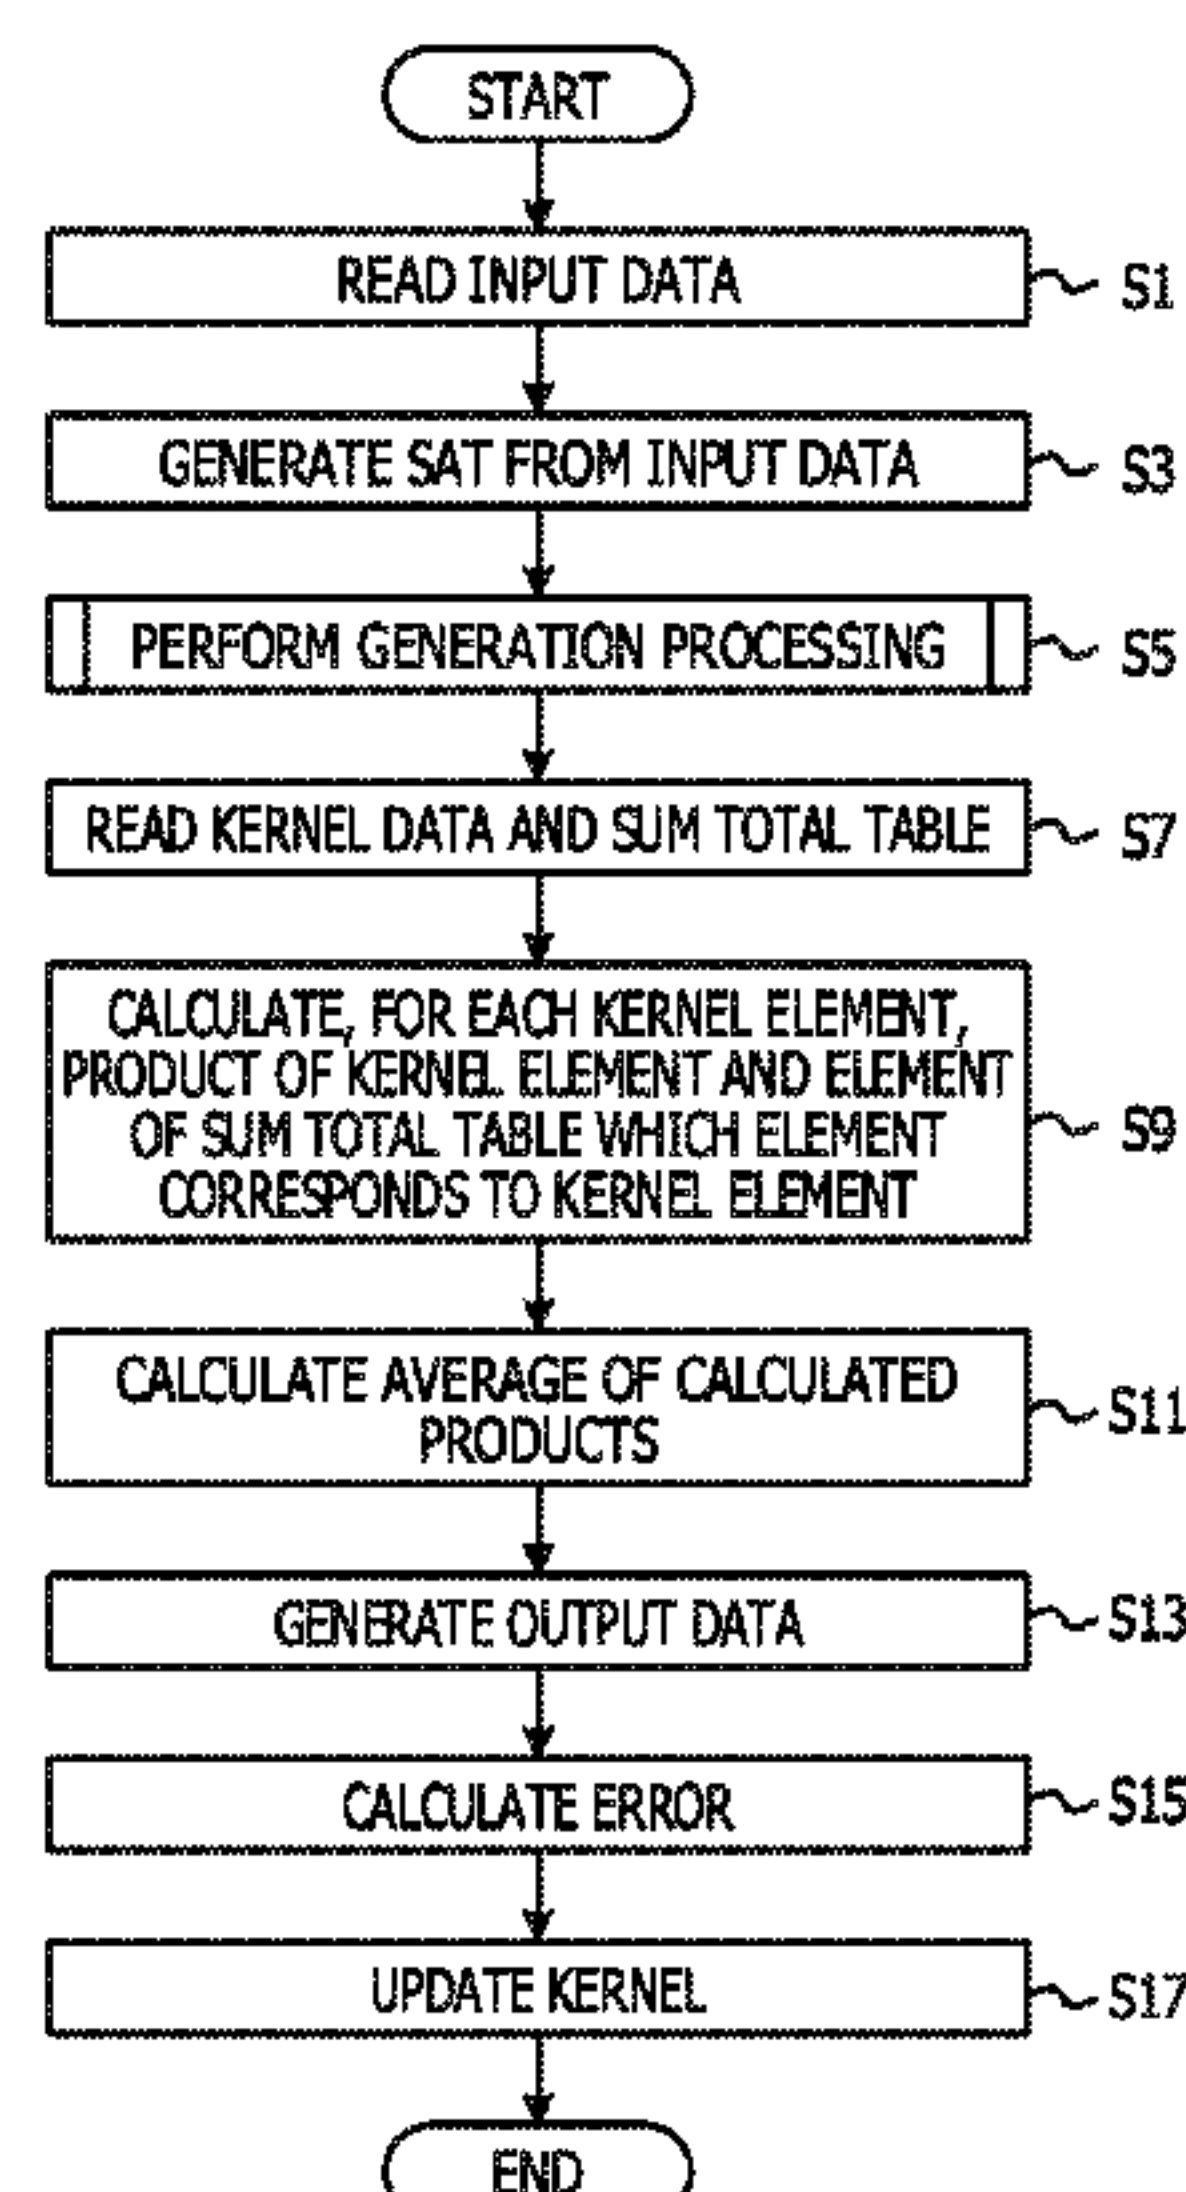 START
READ INPUT DATA
S1
GENERATE SAT FROM INPUT DATA
S3
PERFORM GENERATION PROCESSING
S5
READ KERNEL DATA AND SUM TOTAL TABLE
S7
CALCULATE, FOR EACH KERNEL ELEMENT,
PRODUCT OF KERNEL ELEMENT AND ELEMENT
OF SUM TOTAL TABLE WHICH ELEMENT
CORRESPONDS TO KERNEL ELEMENT
S9
CALCULATE AVERAGE OF CALCULATED
PRODUCTS
S11
GENERATE OUTPUT DATA
S13
CALCULATE ERROR
S15
UPDATE KERNEL
S17
END